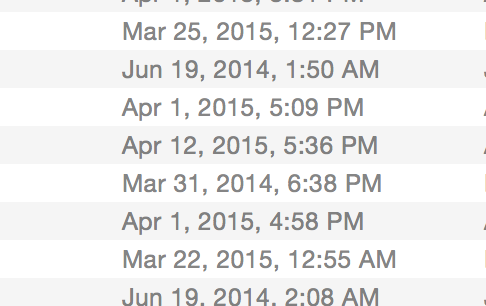 Mar 25, 2015, 12:27 PM
Jun 19, 2014, 1:50 AM
Apr 1, 2015, 5:09 PM
Apr 12, 2015, 5:36 PM
Mar 31, 2014, 6:38 PM
Apr 1, 2015, 4:58 PM
Mar 22, 2015, 12:55 AM
Jun 19, 2014, 2:08 AM